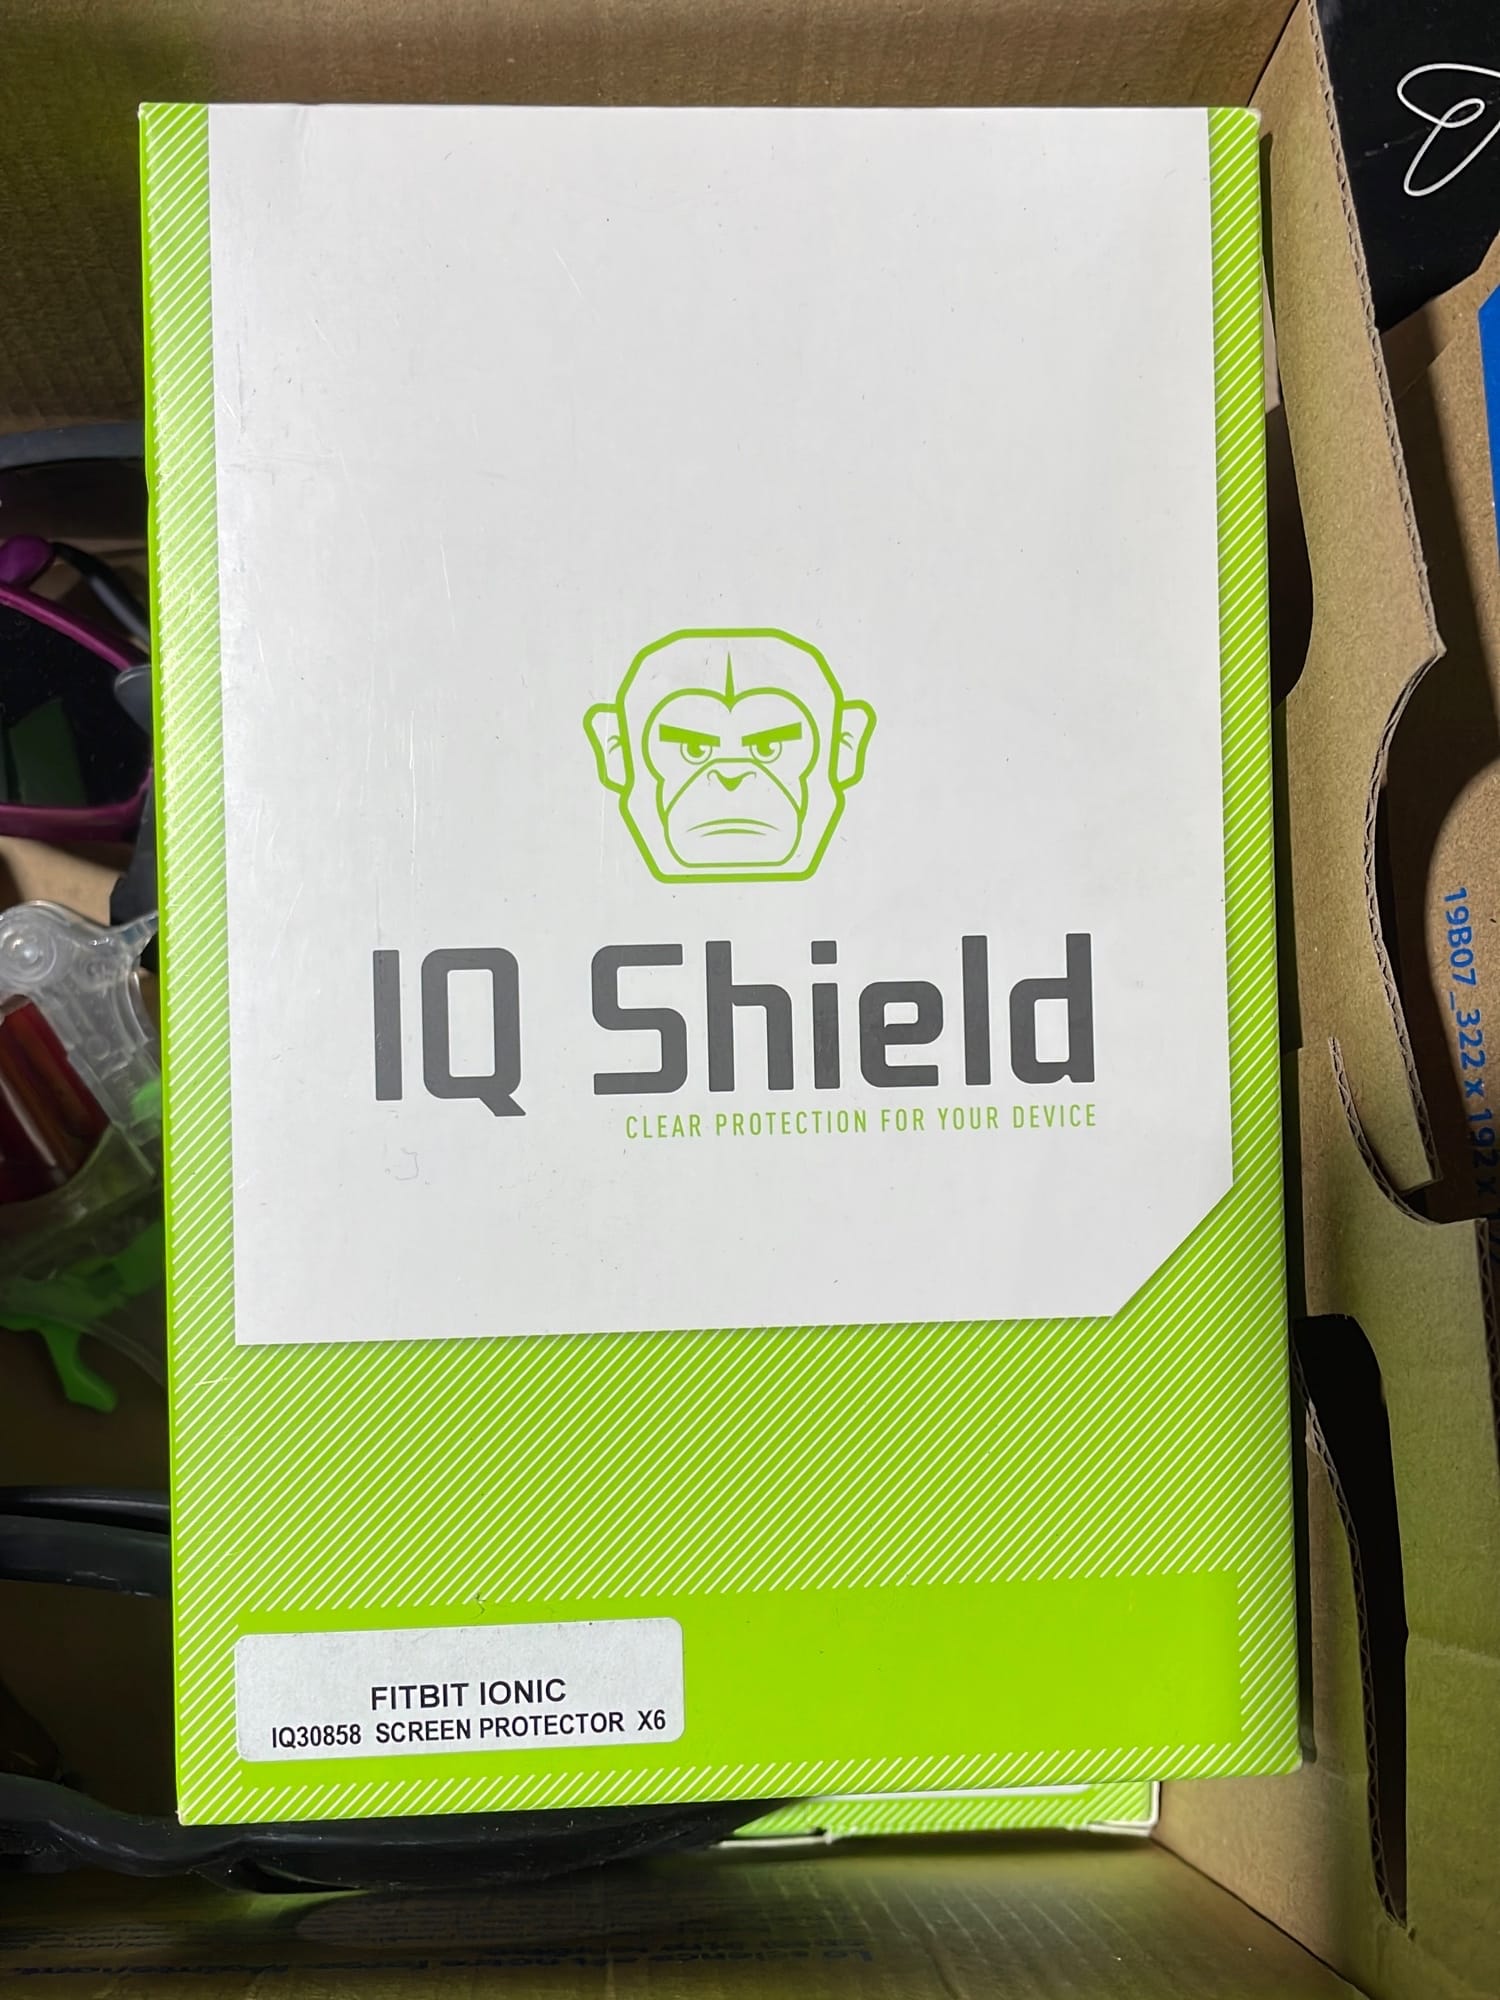 IQ Shield
CLEAR PROTECTION FOR YOUR DEVICE
FITBIT IONIC
IQ30858 SCREEN PROTECTOR X6
19B07_322 x 192 x